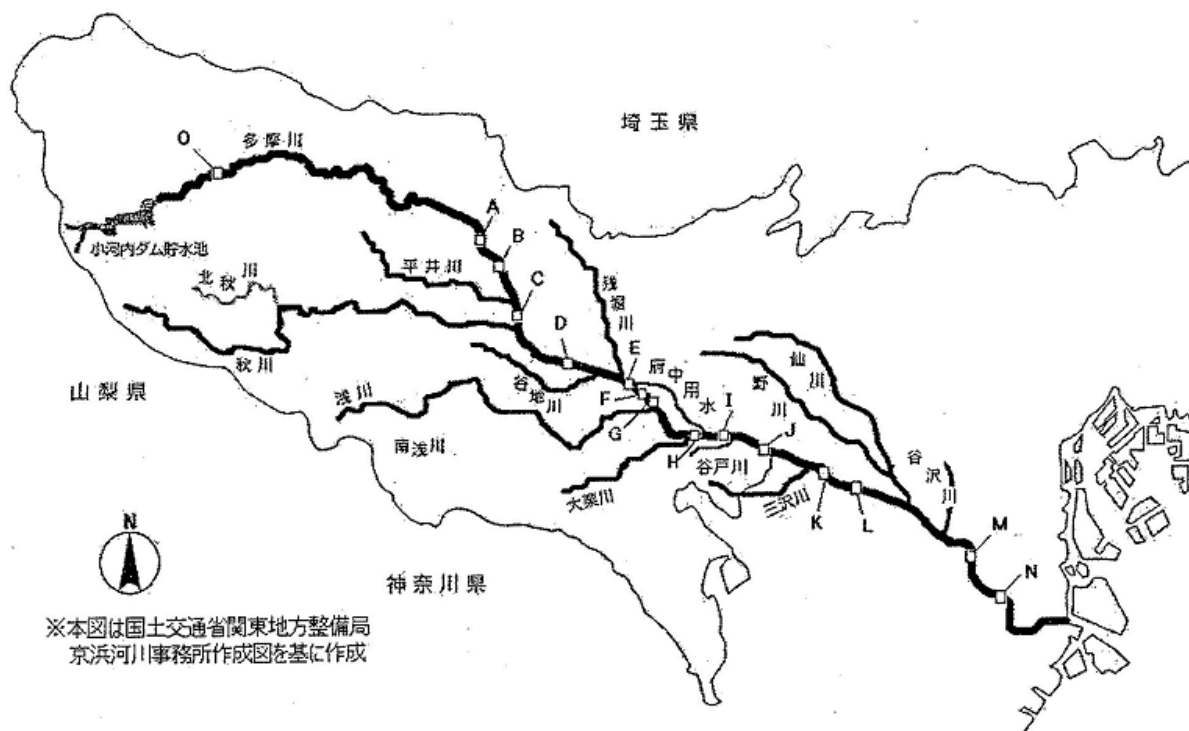 埼玉県
O
多摩川
A
B
小河内ダム貯水池
平井川
北秋川
C
残堀川
D
E
秋川
府中用水
仙川
野川
山梨県
谷地川
浅川
F
G
I
J
南浅川
H
谷戸川
谷沢川
大栗川
三沢川
K
L
M
N
N
神奈川県
※本図は国土交通省関東地方整備局
京浜河川事務所作成図を基に作成